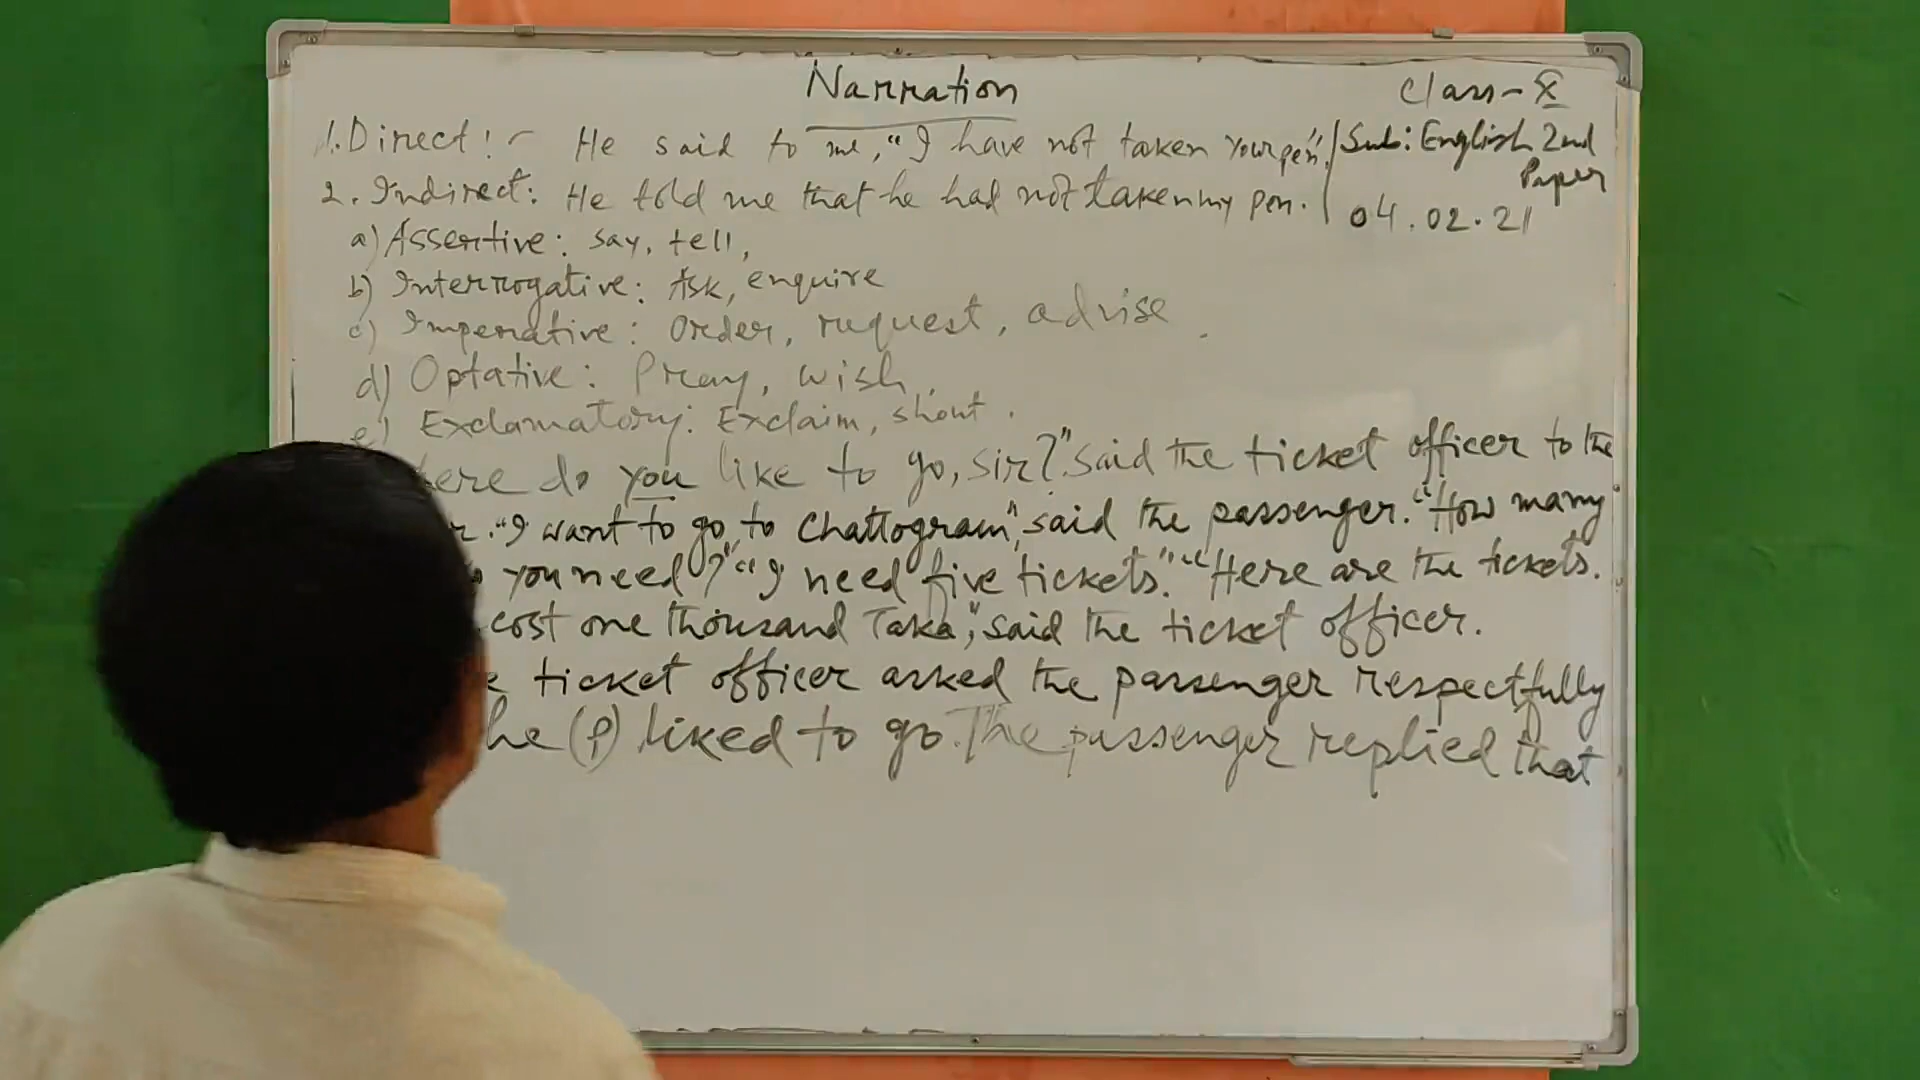 Narration
Class-X
1. Direct:- He said to me, "I have not taken your pen".
Sub: English 2nd
Paper
2. Indirect: He told me that he had not taken my pen.
04.02.21
a) Assertive: say, tell,
b) Interrogative: Ask, enquire
c) Imperative: Order, request, advise
d) Optative: Pray, wish,
e) Exclamatory: Exclaim, shout.
ere do you like to go, sir?" said the ticket officer to the
r. "I want to go to Chattogram", said the passenger. "How many
you need?" "I need five tickets." "Here are the tickets.
cost one thousand Taka", said the ticket officer.
e ticket officer asked the passenger respectfully
he (p) liked to go. The passenger replied that